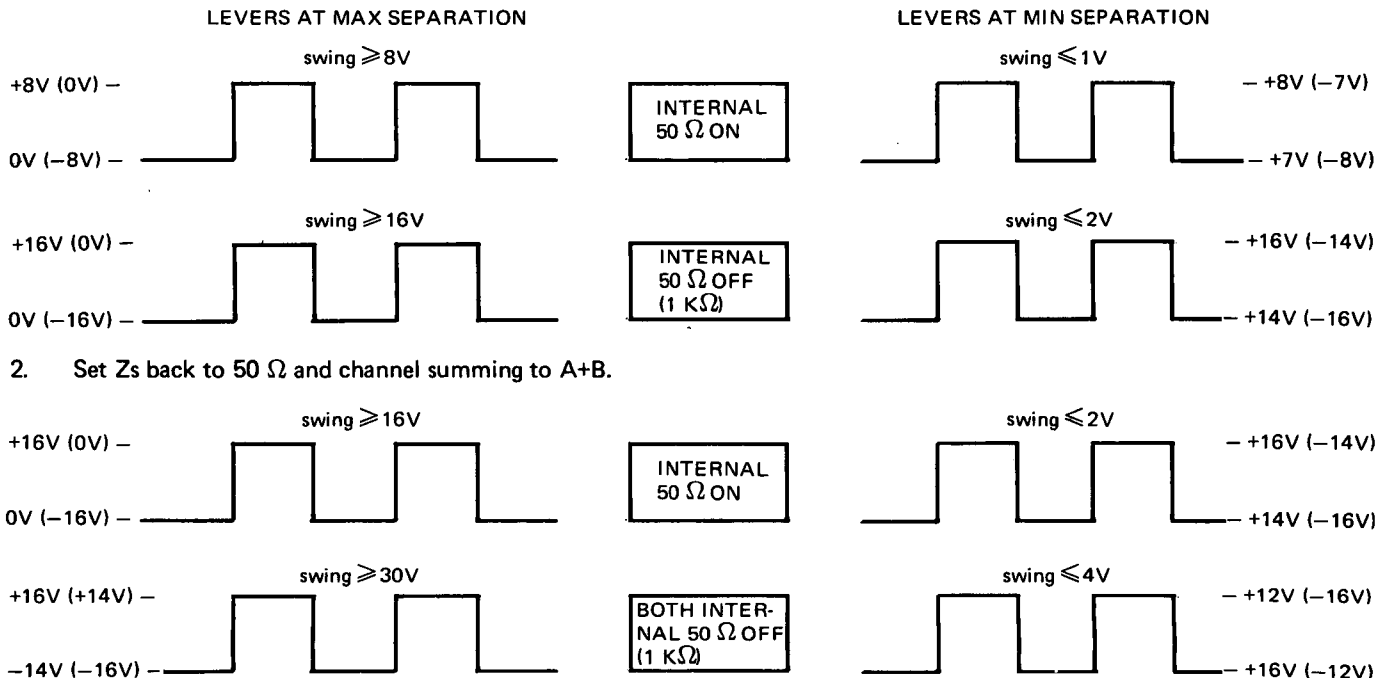 LEVERS AT MAX SEPARATION LEVERS AT MIN SEPARATION
swing ⩾8V swing ⩽1V
+8V (0V) –
INTERNAL
50 Ω ON
– +8V (–7V)
0V (–8V) –
– +7V (–8V)
swing ⩾16V swing ⩽2V
+16V (0V) –
INTERNAL
50 Ω OFF
(1 KΩ)
– +16V (–14V)
0V (–16V) –
– +14V (–16V)
2. Set Zs back to 50 Ω and channel summing to A+B.
swing ⩾16V swing ⩽2V
+16V (0V) –
INTERNAL
50 Ω ON
– +16V (–14V)
0V (–16V) –
– +14V (–16V)
swing ⩾30V swing ⩽4V
+16V (+14V) –
BOTH INTER-
NAL 50 Ω OFF
(1 KΩ)
– +12V (–16V)
–14V (–16V) –
– +16V (–12V)